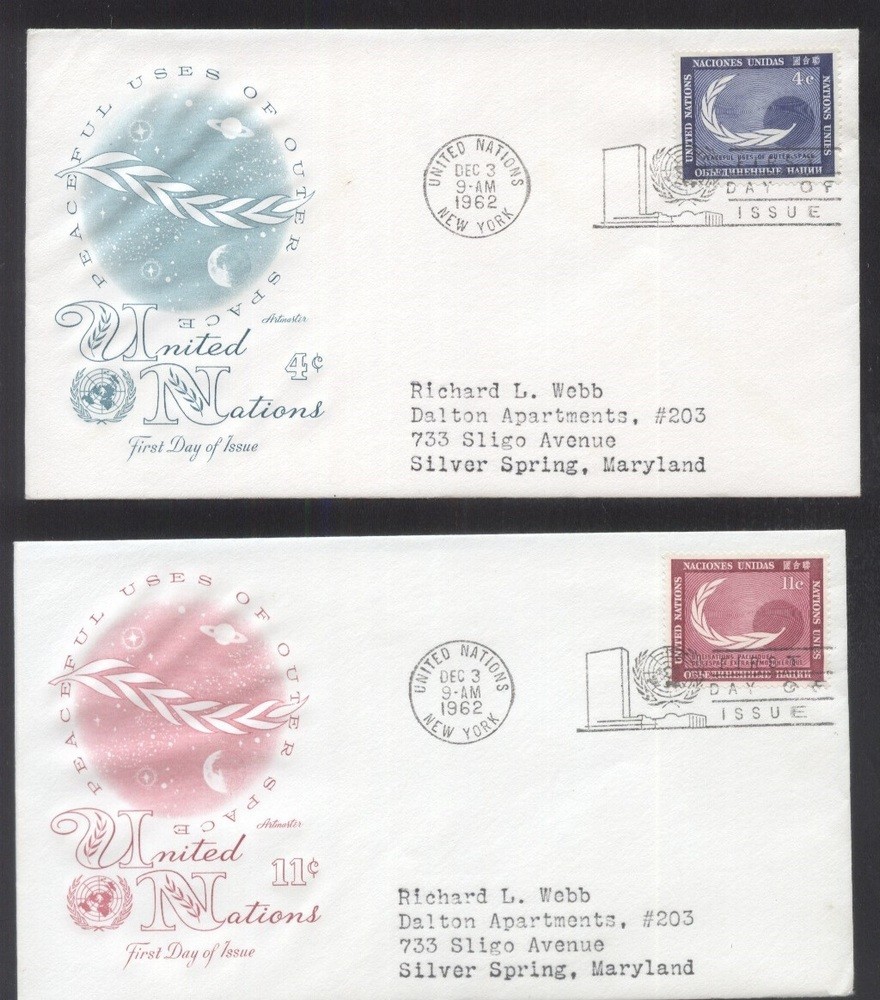 PEACEFUL USES OF OUTER SPACE
Artmaster
United
4¢
Nations
First Day of Issue
UNITED NATIONS
DEC 3
9-AM
1962
NEW YORK
NACIONES UNIDAS
UNITED NATIONS
4c
NATIONS UNIES
PEACEFUL USES OF OUTER SPACE
ОБЪЕДИНЕННЫЕ НАЦИИ
DAY OF
ISSUE
Richard L. Webb
Dalton Apartments, #203
733 Sligo Avenue
Silver Spring, Maryland
PEACEFUL USES OF OUTER SPACE
Artmaster
United
11¢
Nations
First Day of Issue
UNITED NATIONS
DEC 3
9-AM
1962
NEW YORK
NACIONES UNIDAS
UNITED NATIONS
11c
NATIONS UNIES
ОБЪЕДИНЕННЫЕ НАЦИИ
DAY OF
ISSUE
Richard L. Webb
Dalton Apartments, #203
733 Sligo Avenue
Silver Spring, Maryland